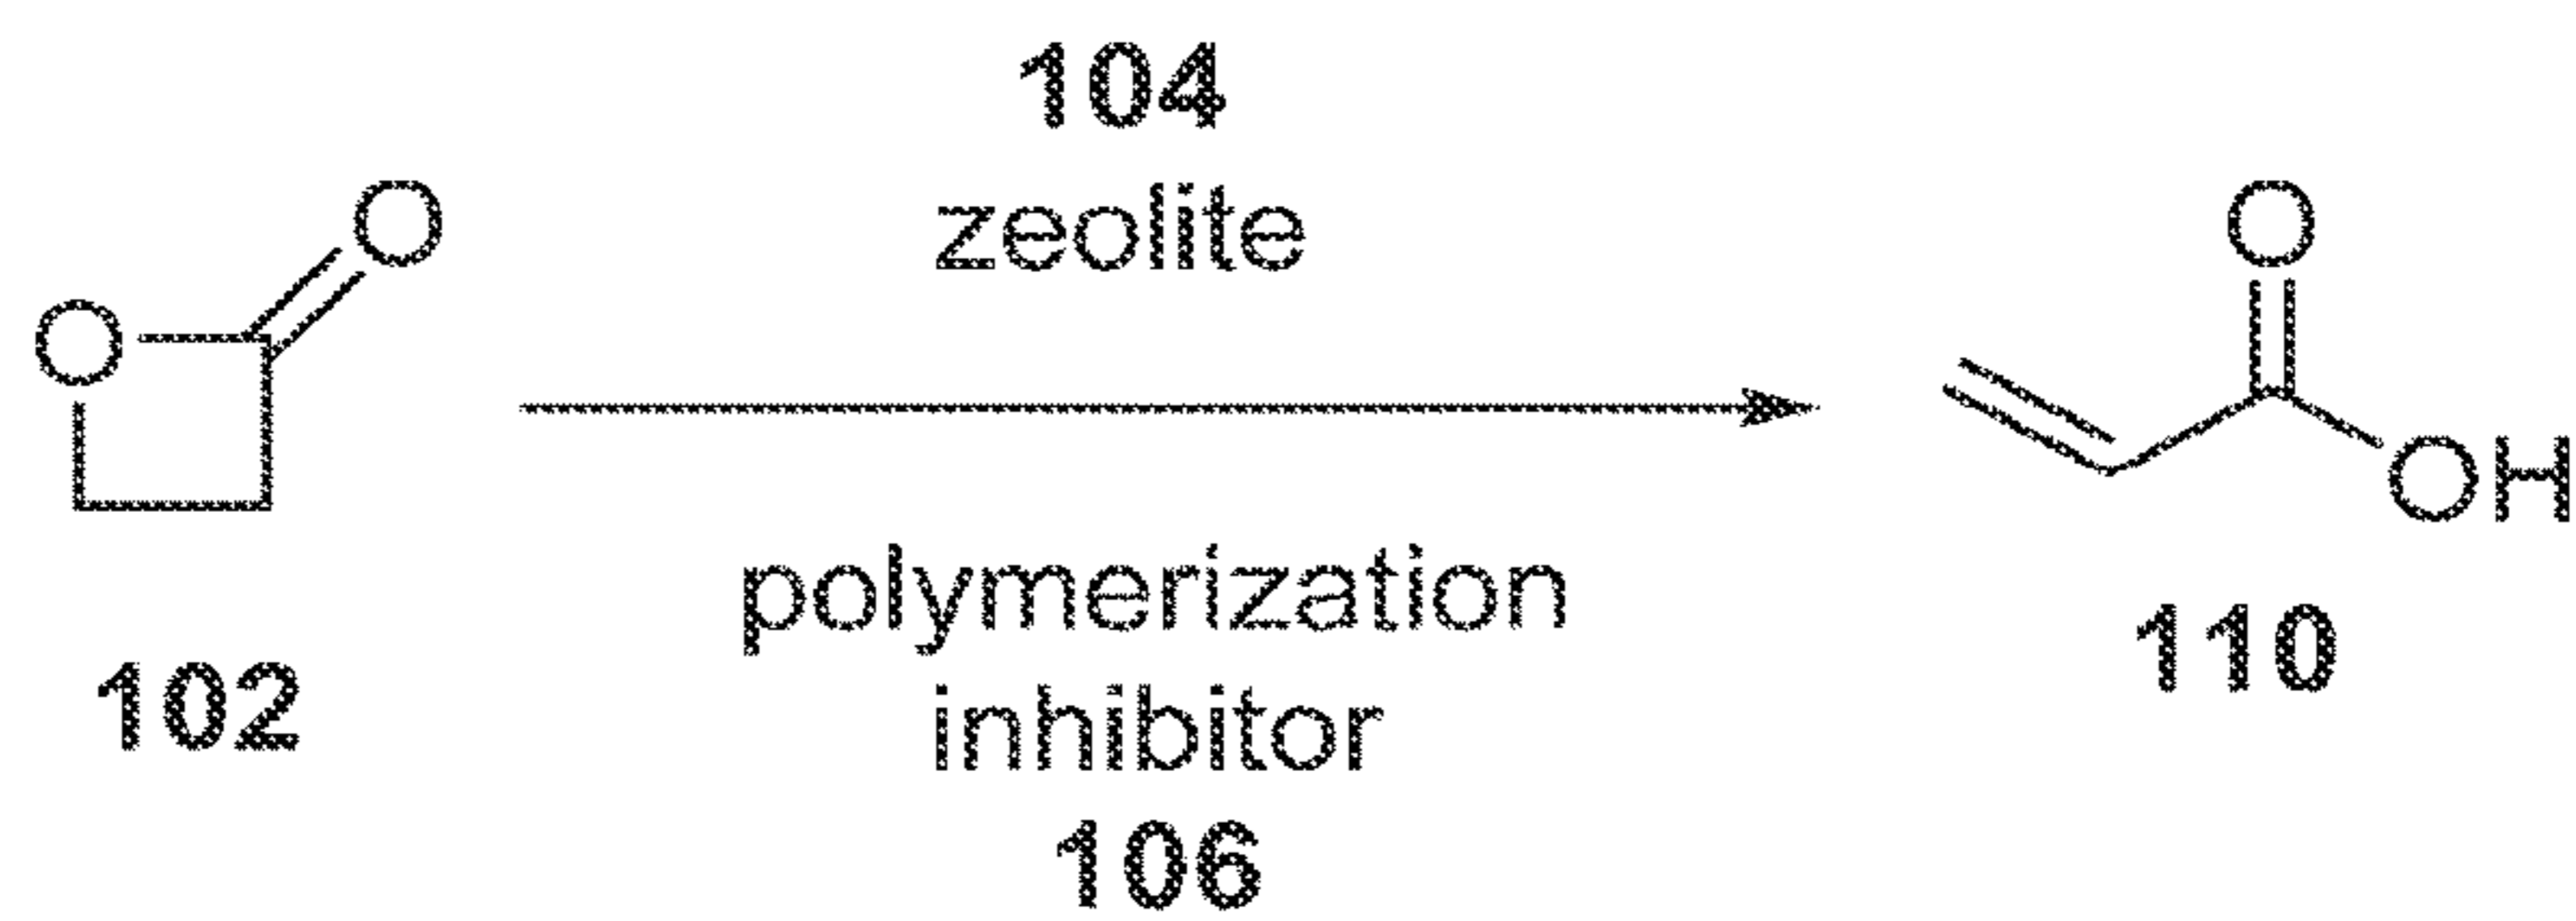 104
zeolite
O
O
102
polymerization
inhibitor
106
O
OH
110